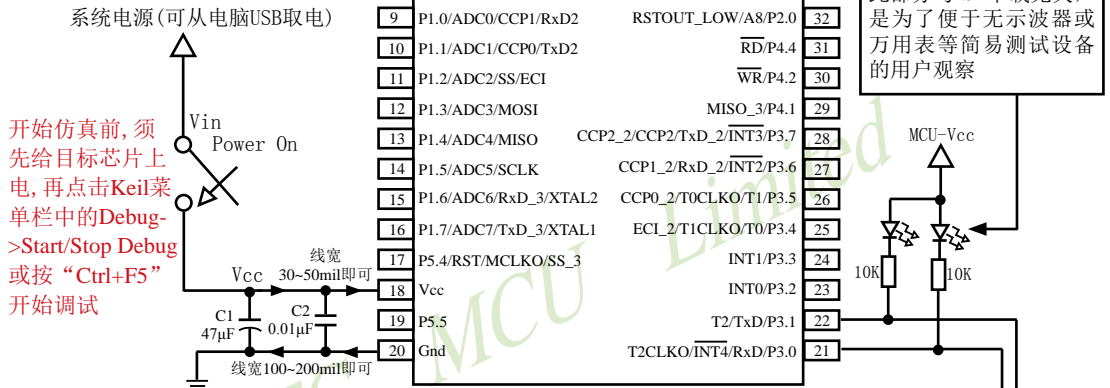 系统电源(可从电脑USB取电)
Vin
Power On
开始仿真前,须
先给目标芯片上
电,再点击Keil菜
单栏中的Debug-
>Start/Stop Debug
或按“Ctrl+F5”
开始调试
Vcc
线宽
30~50mil即可
C1
47μF
C2
0.01μF
线宽100~200mil即可
9 P1.0/ADC0/CCP1/RxD2
10 P1.1/ADC1/CCP0/TxD2
11 P1.2/ADC2/SS/ECI
12 P1.3/ADC3/MOSI
13 P1.4/ADC4/MISO
14 P1.5/ADC5/SCLK
15 P1.6/ADC6/RxD_3/XTAL2
16 P1.7/ADC7/TxD_3/XTAL1
17 P5.4/RST/MCLKO/SS_3
18 Vcc
19 P5.5
20 Gnd
RSTOUT_LOW/A8/P2.0 32
RD/P4.4 31
WR/P4.2 30
MISO_3/P4.1 29
CCP2_2/CCP2/TxD_2/INT3/P3.7 28
CCP1_2/RxD_2/INT2/P3.6 27
CCP0_2/T0CLKO/T1/P3.5 26
ECI_2/T1CLKO/T0/P3.4 25
INT1/P3.3 24
INT0/P3.2 23
T2/TxD/P3.1 22
T2CLKO/INT4/RxD/P3.0 21
MCU Limited
是为了便于无示波器或
万用表等简易测试设备
的用户观察
MCU-Vcc
10K
10K